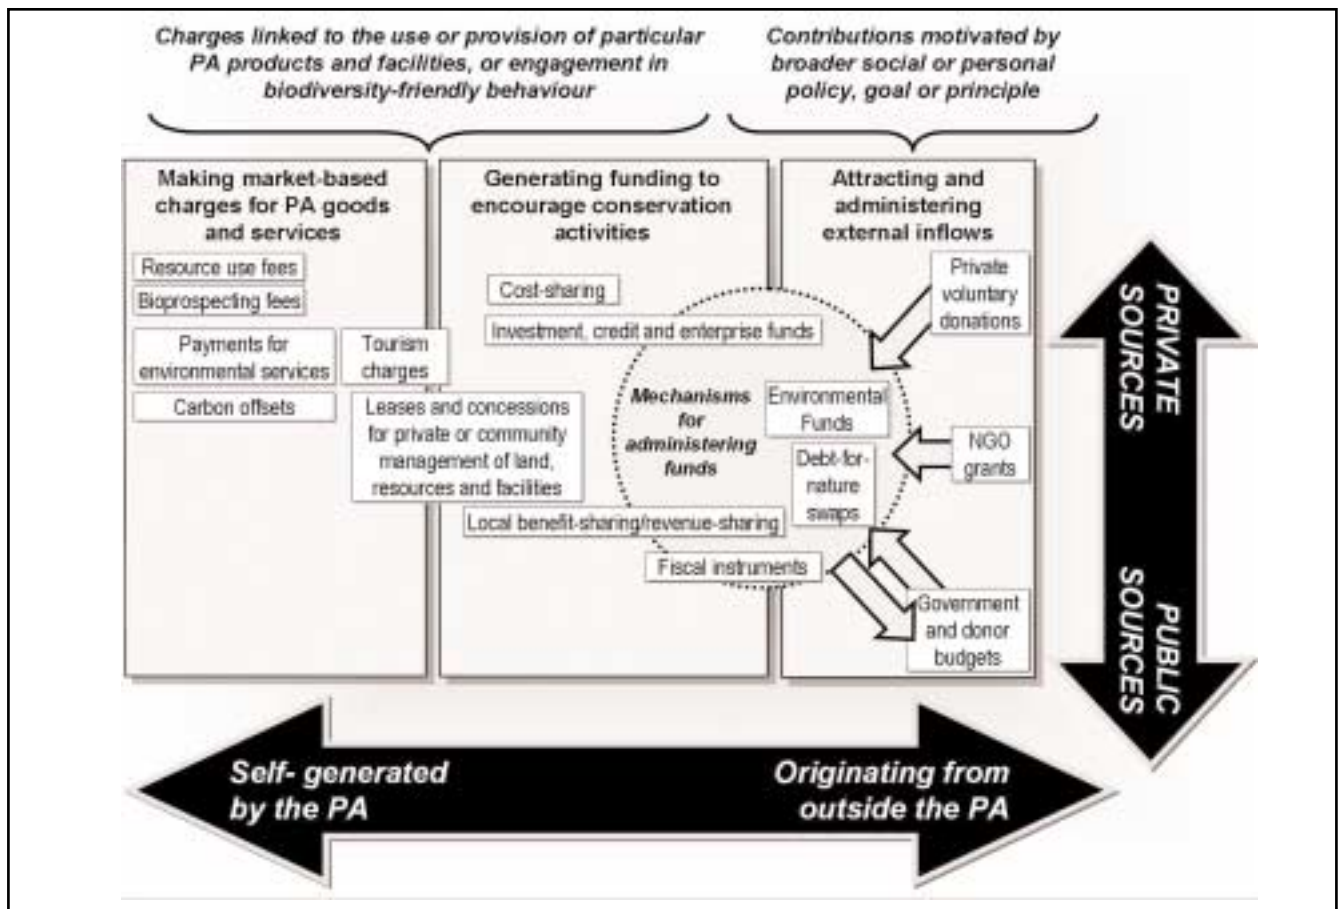 Charges linked to the use or provision of particular
PA products and facilities, or engagement in
biodiversity-friendly behaviour
Contributions motivated by
broader social or personal
policy, goal or principle
Making market-based
charges for PA goods
and services
Resource use fees
Bioprospecting fees
Payments for
environmental services
Tourism
charges
Carbon offsets
Leases and concessions
for private or community
management of land,
resources and facilities
Generating funding to
encourage conservation
activities
Cost-sharing
Investment, credit and enterprise funds
Mechanisms
for
administering
funds
Local benefit-sharing/revenue-sharing
Fiscal instruments
Attracting and
administering
external inflows
Private
voluntary
donations
Environmental
Funds
NGO
grants
Debt-for-
nature
swaps
Government
and donor
budgets
PRIVATE
SOURCES
PUBLIC
SOURCES
Self- generated
by the PA
Originating from
outside the PA